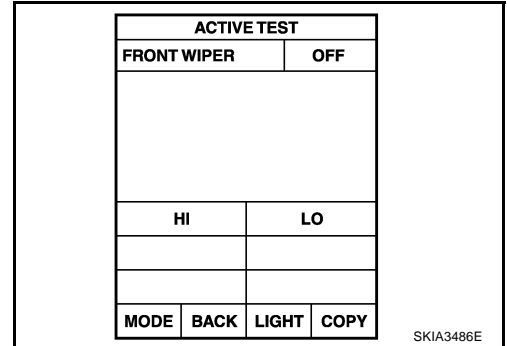 ACTIVE TEST
FRONT WIPER OFF
HI LO
MODE BACK LIGHT COPY
SKIA3486E